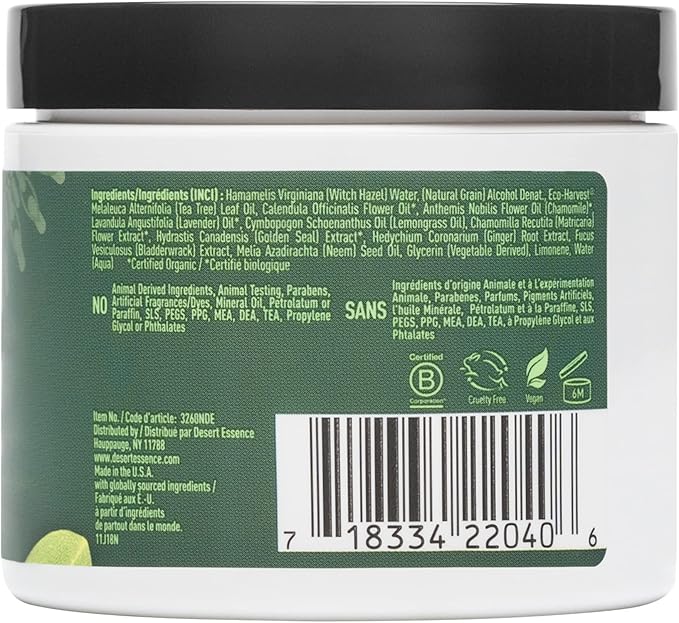 Ingredients/Ingrédients (INCI) : Hamamelis Virginiana (Witch Hazel) Water, (Natural Grain) Alcohol Denat., Eco-Harvest®
Melaleuca Alternifolia (Tea Tree) Leaf Oil, Calendula Officinalis Flower Oil*, Anthemis Nobilis Flower Oil (Chamomile)*,
Lavandula Angustifolia (Lavender) Oil*, Cymbopogon Schoenanthus Oil (Lemongrass Oil), Chamomilla Recutita (Matricaria)
Flower Extract*, Hydrastis Canadensis (Golden Seal) Extract*, Hedychium Coronarium (Ginger) Root Extract, Fucus
Vesiculosus (Bladderwrack) Extract, Melia Azadirachta (Neem) Seed Oil, Glycerin (Vegetable Derived), Limonene, Water
(Aqua) *Certified Organic / *Certifié biologique
NO
Animal Derived Ingredients, Animal Testing, Parabens,
Artificial Fragrances/Dyes, Mineral Oil, Petrolatum or
Paraffin, SLS, PEGS, PPG, MEA, DEA, TEA, Propylene
Glycol or Phthalates
SANS
Ingrédients d'origine Animale et à L'expérimentation
Animale, Parabènes, Parfums, Pigments Artificiels,
L'huile Minérale, Pétrolatum et à la Paraffine, SLS,
PEGS, PPG, MEA, DEA, TEA, à Propylène Glycol et aux
Phtalates
Certified
B
Corporation
Cruelty Free
Vegan
6M
Item No. / Code d'article: 3260NDE
Distributed by / Distribué par Desert Essence
Hauppauge, NY 11788
www.desertessence.com
Made in the U.S.A.
with globally sourced ingredients /
Fabriqué aux É.-U.
à partir d'ingrédients
de partout dans le monde.
11J18N
7 18334 22040 6